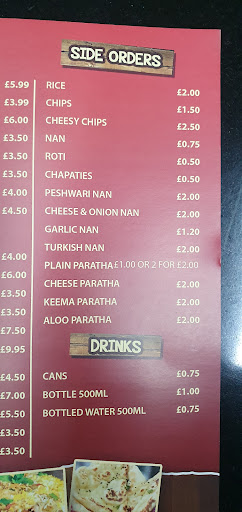 SIDE ORDERS
£5.99
£3.99
£6.00
£3.50
£3.50
£3.50
£4.00
£4.50
£4.00
£6.00
£3.50
£3.50
£7.50
£9.95
£4.50
£7.00
£5.50
£3.50
£3.50
RICE £2.00
CHIPS £1.50
CHEESY CHIPS £2.50
NAN £0.75
ROTI £0.50
CHAPATIES £0.50
PESHWARI NAN £2.00
CHEESE & ONION NAN £2.00
GARLIC NAN £1.20
TURKISH NAN £2.00
PLAIN PARATHA £1.00 OR 2 FOR £2.00
CHEESE PARATHA £2.00
KEEMA PARATHA £2.00
ALOO PARATHA £2.00
DRINKS
CANS £0.75
BOTTLE 500ML £1.00
BOTTLED WATER 500ML £0.75